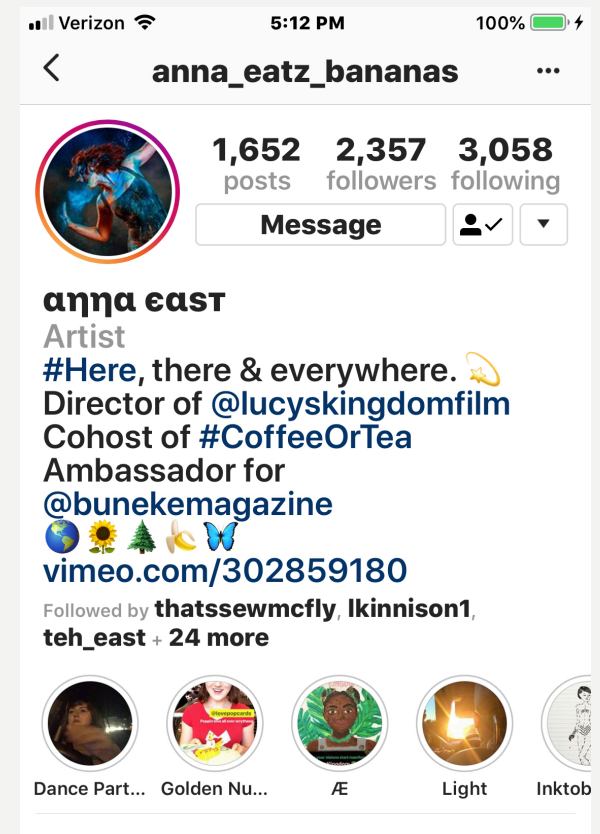 Verizon 5:12 PM 100%
anna_eatz_bananas
1,652 2,357 3,058
posts followers following
Message
αηηα єαѕт
Artist
#Here, there & everywhere. 💫
Director of @lucyskingdomfilm
Cohost of #CoffeeOrTea
Ambassador for
@bunekemagazine
🌎🌻🌲🍌🦋
vimeo.com/302859180
Followed by thatssewmcfly, lkinnison1,
teh_east + 24 more
@lovepopcards
Dance Part... Golden Nu... Æ Light Inktob